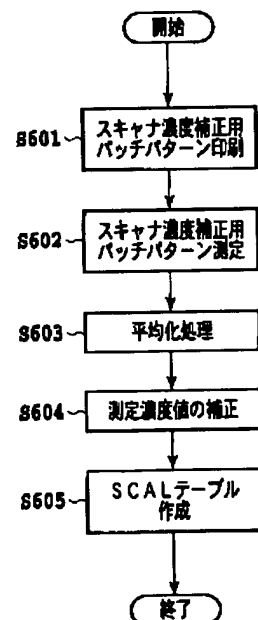 開始
S601
スキャナ濃度補正用
パッチパターン印刷
S602
スキャナ濃度補正用
パッチパターン測定
S603
平均化処理
S604
測定濃度値の補正
S605
SCALテーブル
作成
終了